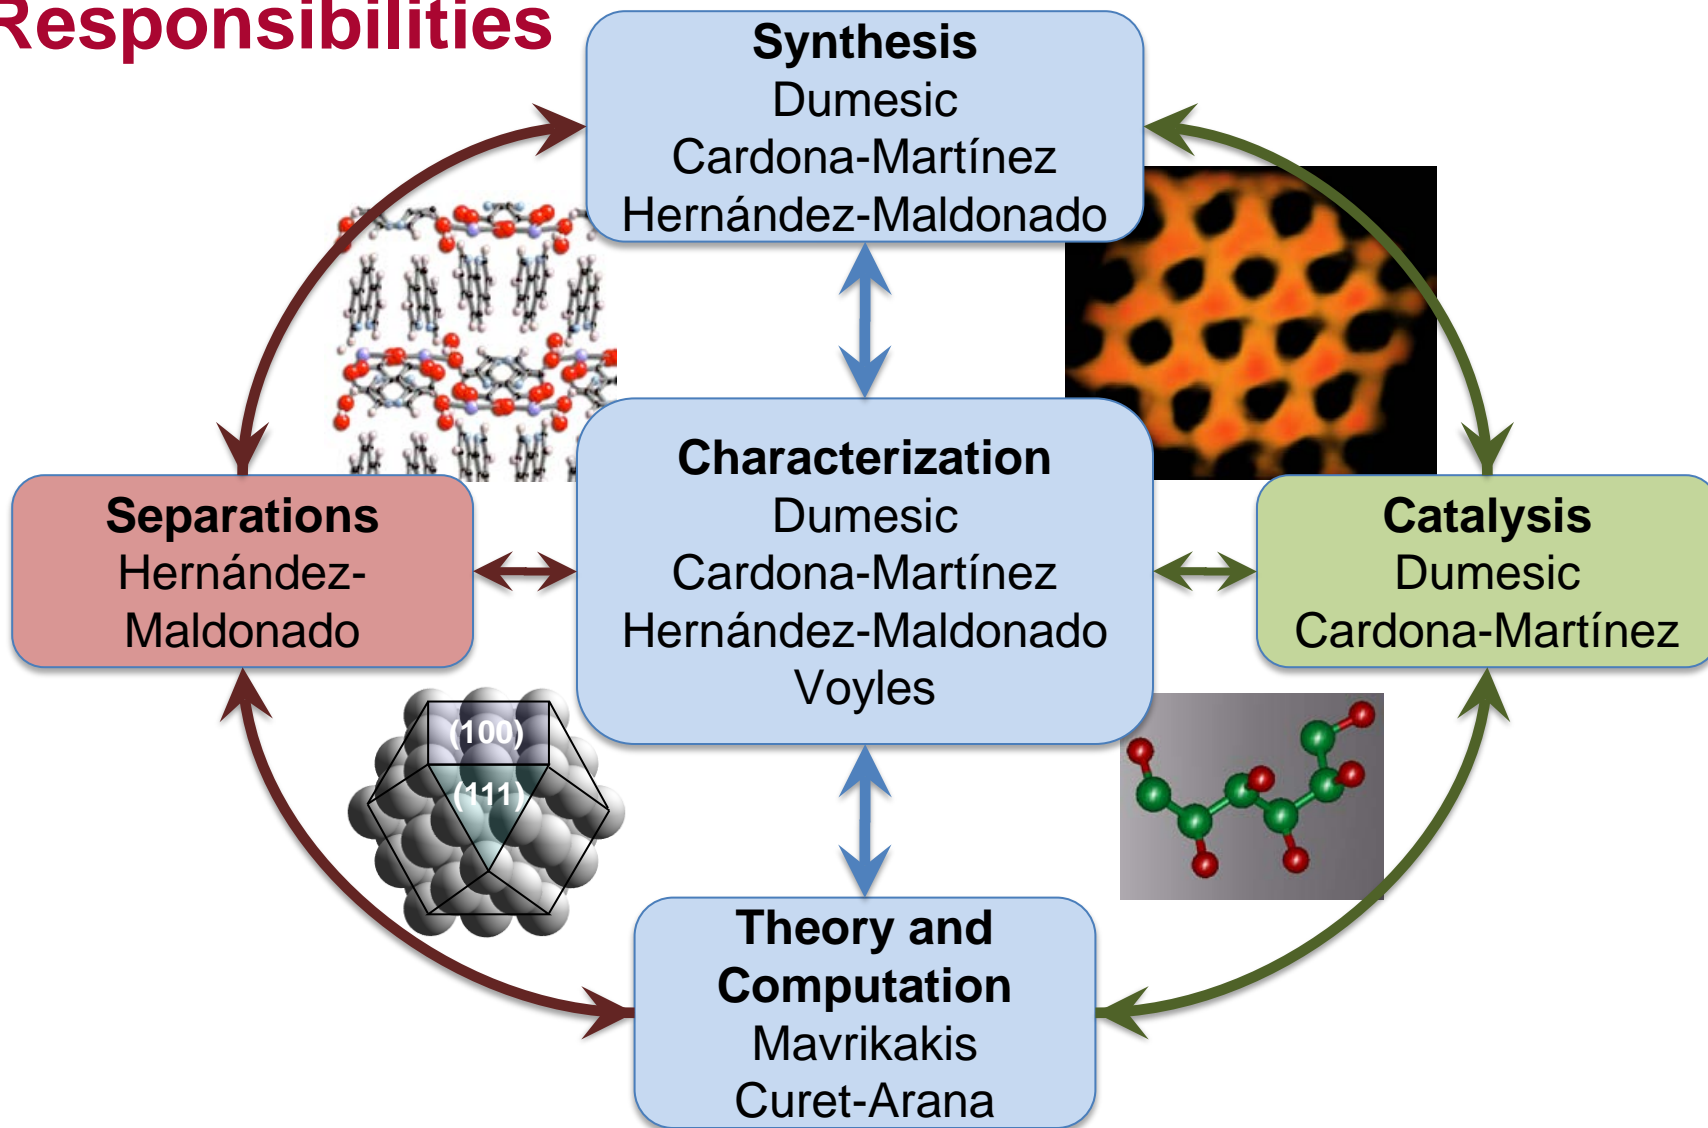 Responsibilities
Synthesis
Dumesic
Cardona-Martínez
Hernández-Maldonado
Characterization
Dumesic
Cardona-Martínez
Hernández-Maldonado
Voyles
Separations
Hernández-
Maldonado
Catalysis
Dumesic
Cardona-Martínez
(100)
(111)
Theory and
Computation
Mavrikakis
Curet-Arana